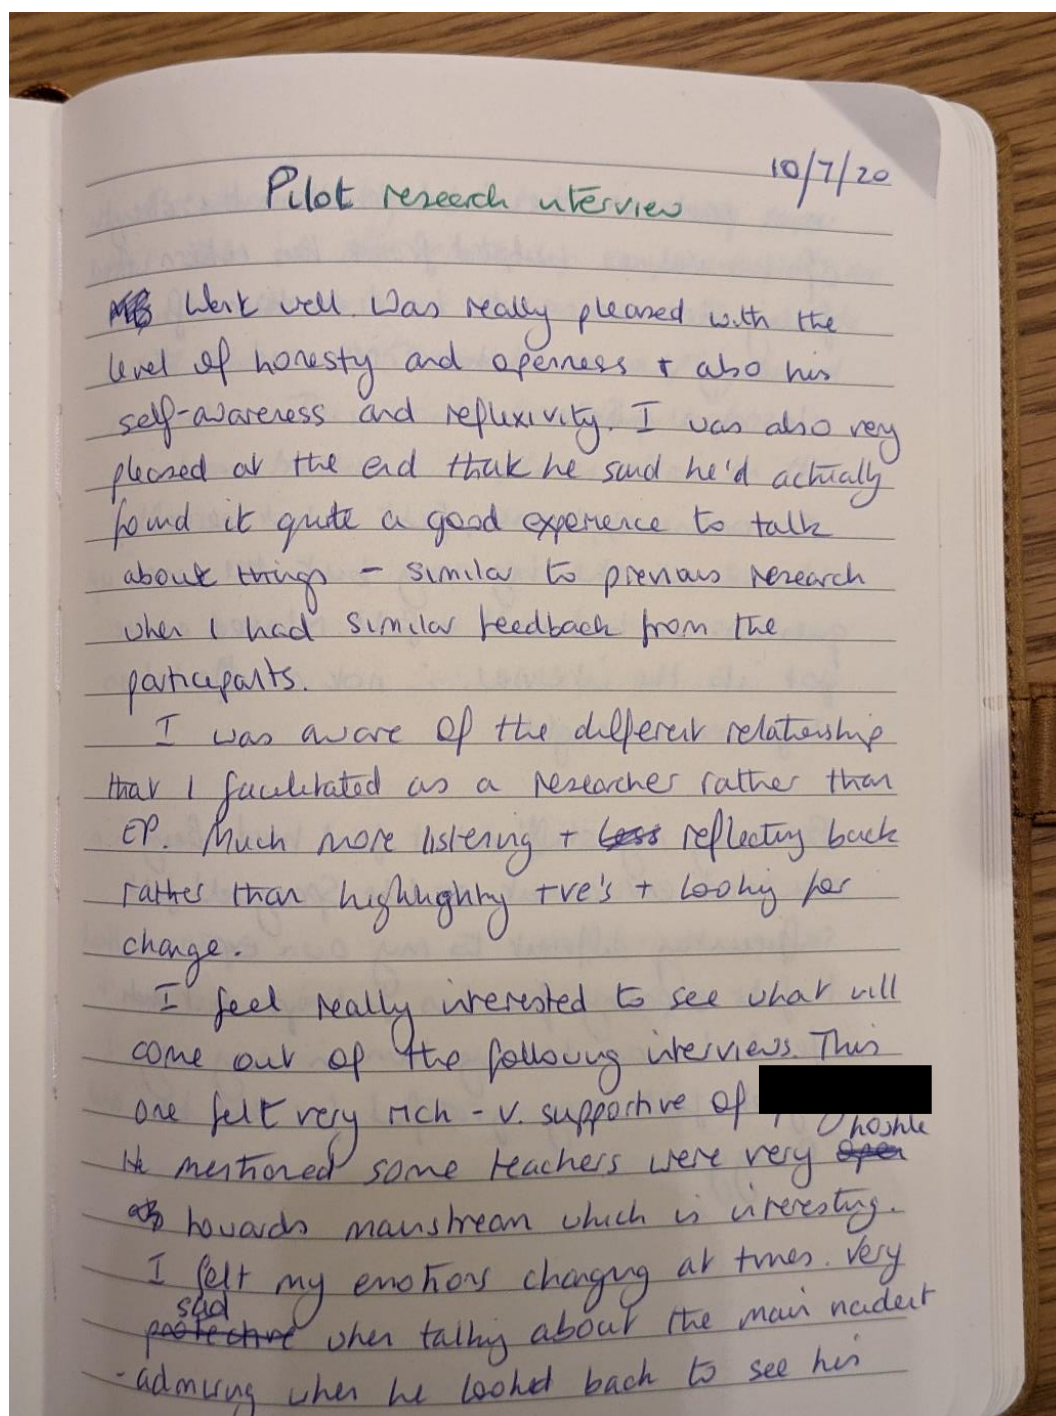 10/7/20
Pilot research interview
Went well. Was really pleased with the
level of honesty and openness + also his
self-awareness and reflexivity. I was also very
pleased at the end that he said he'd actually
found it quite a good experience to talk
about things - similar to previous research
when I had similar feedback from the
participants.
I was aware of the different relationship
that I facilitated as a researcher rather than
EP. Much more listening + less reflecting back
rather than highlighting +ve's + looking for
change.
I feel really interested to see what will
come out of the following interviews. This
one felt very rich - v. supportive of
hostile
He mentioned some teachers were very open
towards mainstream which is interesting.
I felt my emotions changing at times. Very
sad
protective when talking about the main incident
- admiring when he looked back to see his